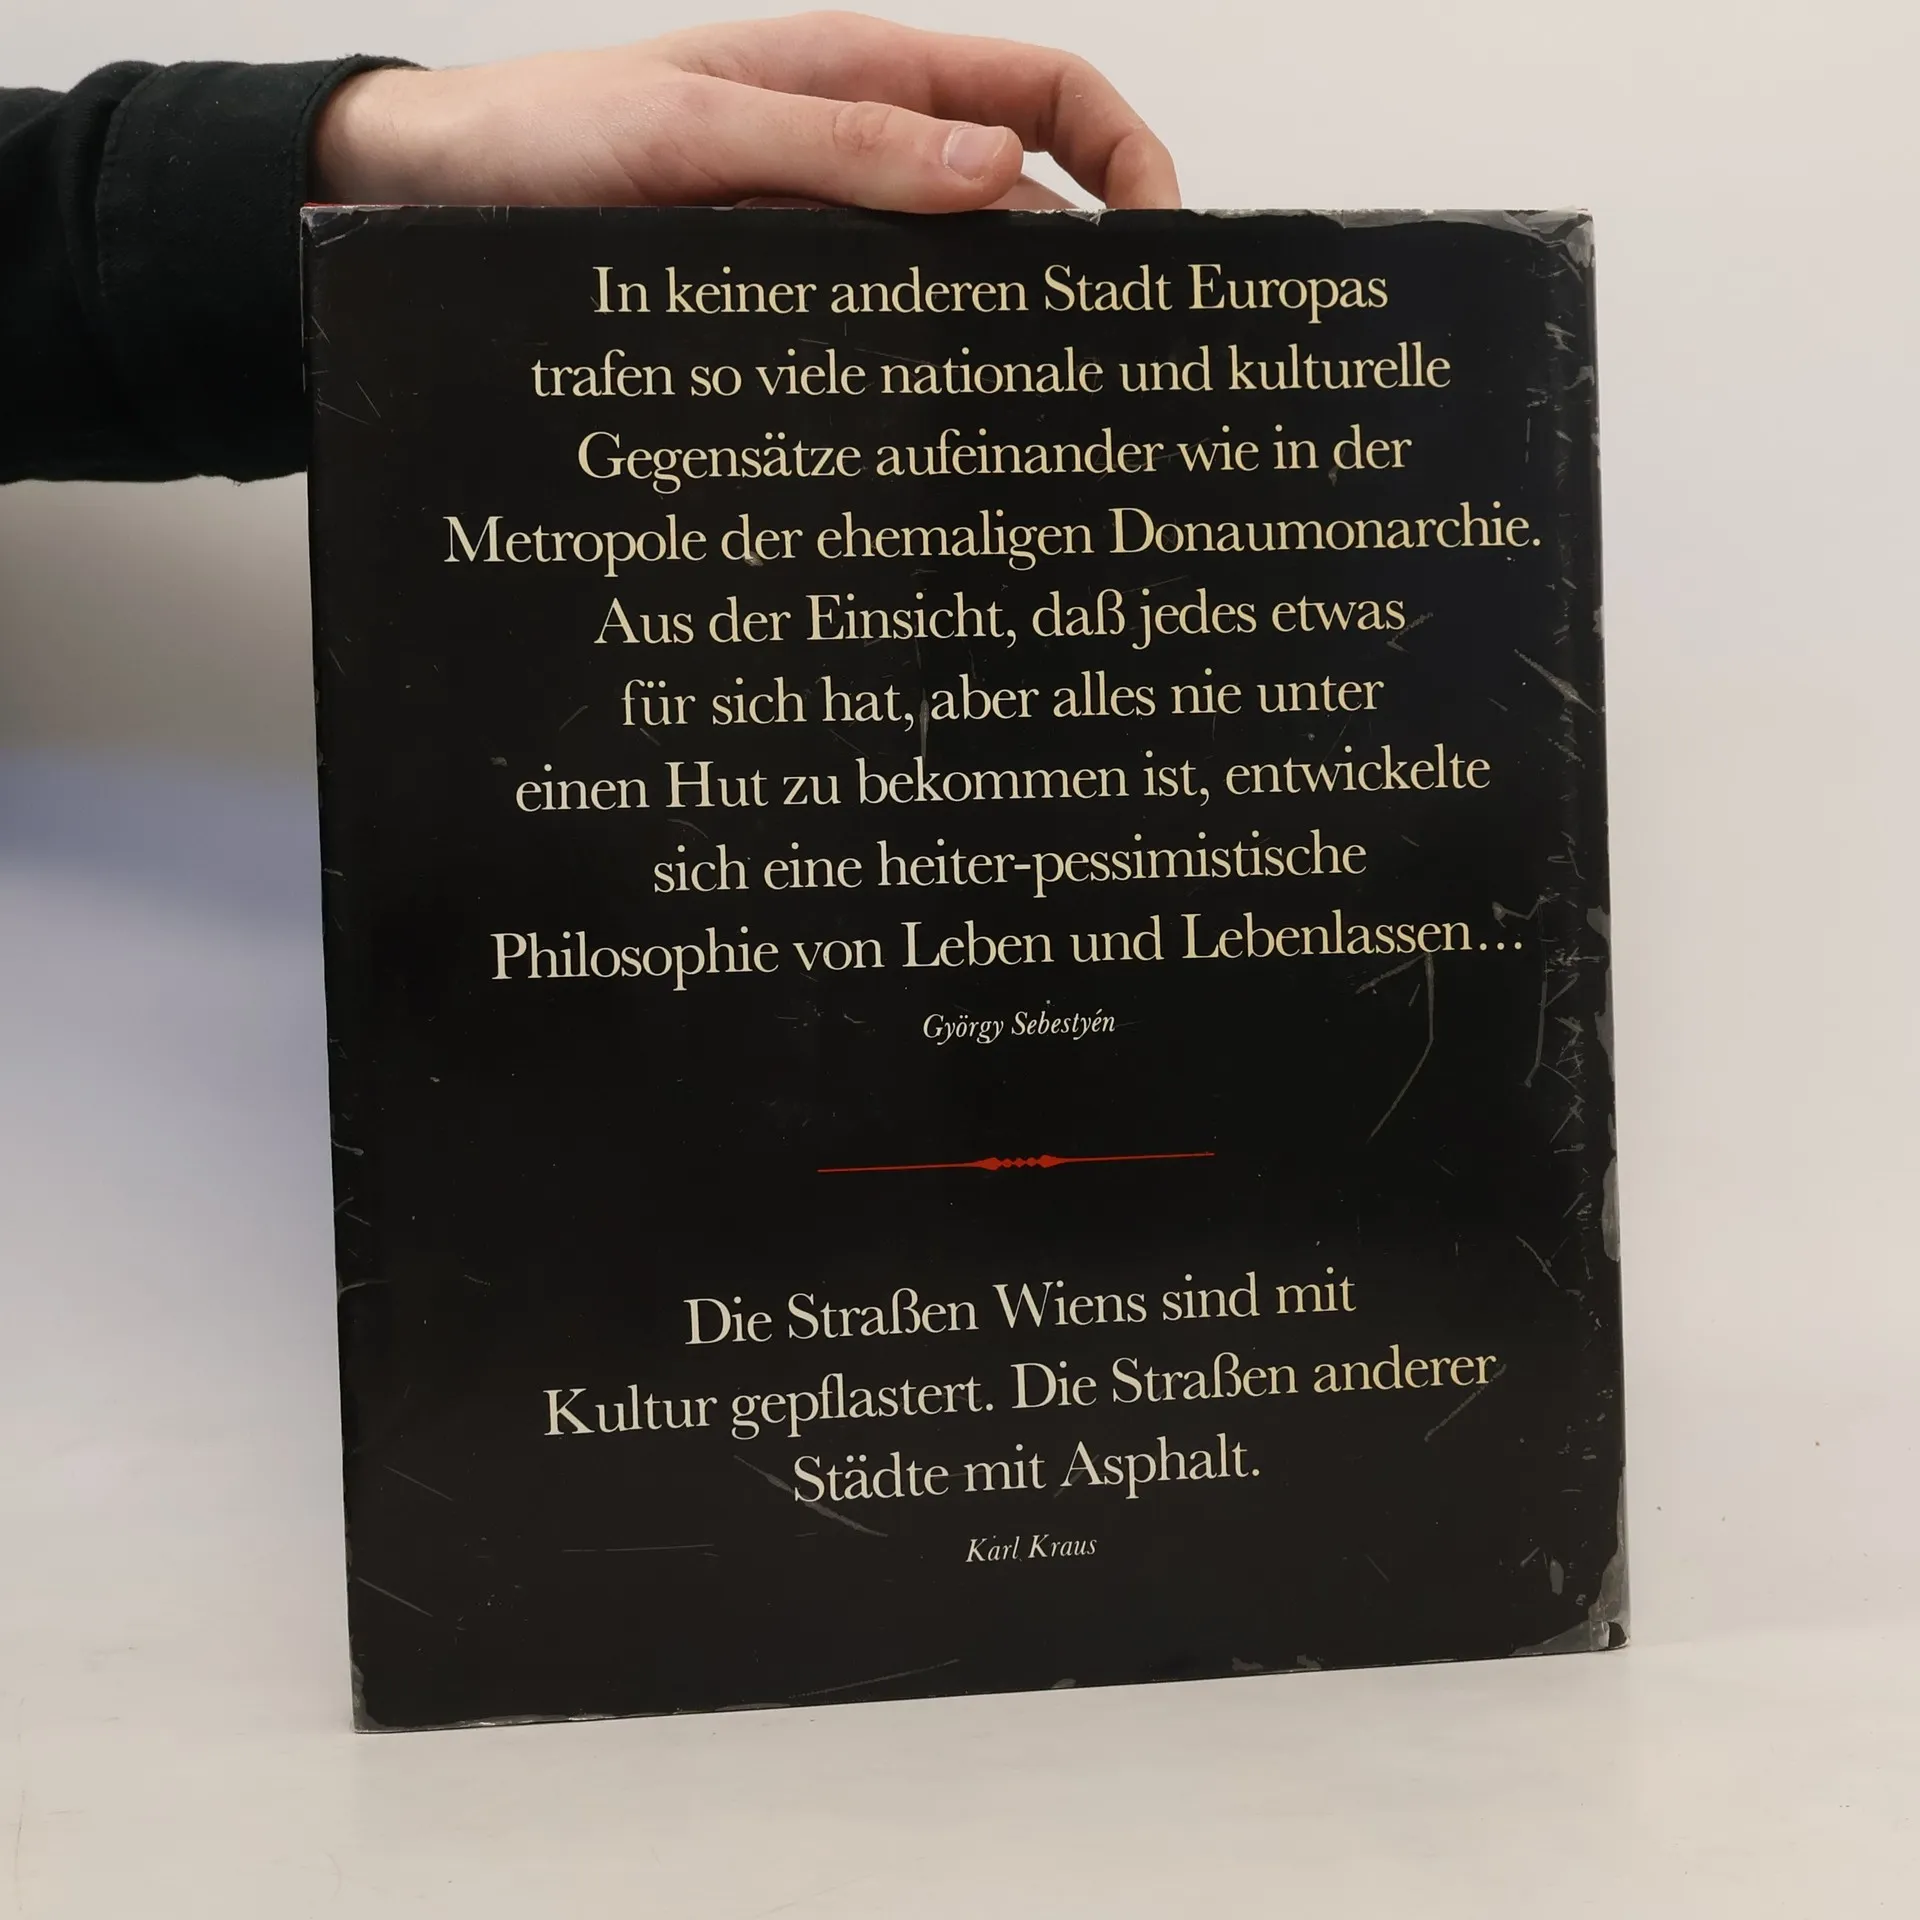 In keiner anderen Stadt Europas
trafen so viele nationale und kulturelle
Gegensätze aufeinander wie in der
Metropole der ehemaligen Donaumonarchie.
Aus der Einsicht, daß jedes etwas
für sich hat, aber alles nie unter
einen Hut zu bekommen ist, entwickelte
sich eine heiter-pessimistische
Philosophie von Leben und Lebenlassen...
György Sebestyén
Die Straßen Wiens sind mit
Kultur gepflastert. Die Straßen anderer
Städte mit Asphalt.
Karl Kraus